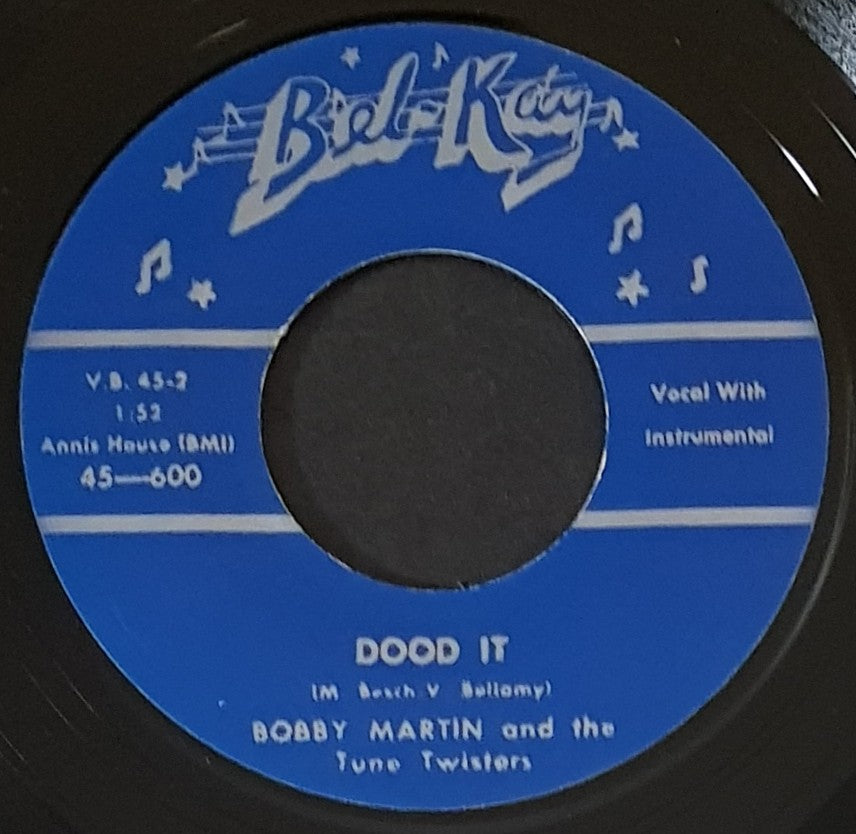 Bel-Kay
V.B. 45-2
1:52
Annis House (BMI)
45—600
Vocal With
Instrumental
DOOD IT
(M V Bellamy)
BOBBY MARTIN and the
Tune Twisters